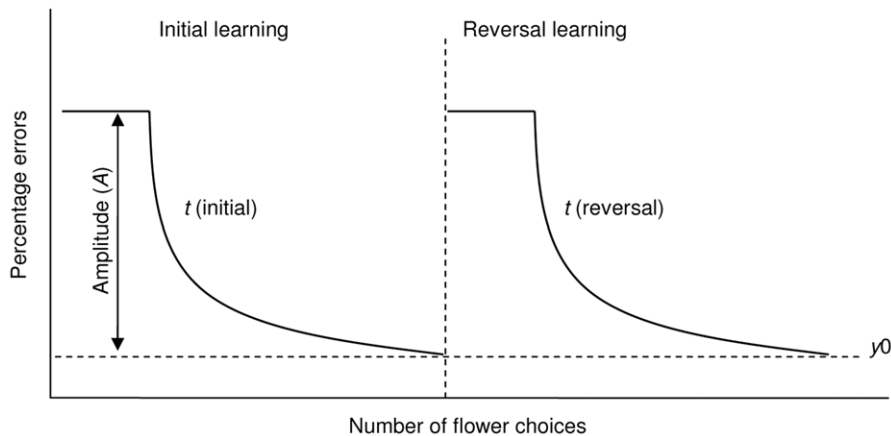 Initial learning
Reversal learning
Percentage errors
Amplitude (A)
t (initial)
t (reversal)
y0
Number of flower choices